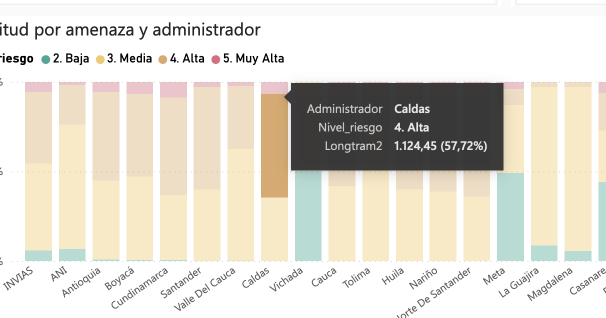 itud por amenaza y administrador
riesgo 2. Baja 3. Media 4. Alta 5. Muy Alta
%
Administrador Caldas
Nivel_riesgo 4. Alta
Longtram2 1.124,45 (57,72%)
%
%
INVIAS
ANI
Antioquia
Boyacá
Cundinamarca
Santander
Valle Del Cauca
Caldas
Vichada
Cauca
Tolima
Huila
Nariño
Norte De Santander
Meta
La Guajira
Magdalena
Casanare